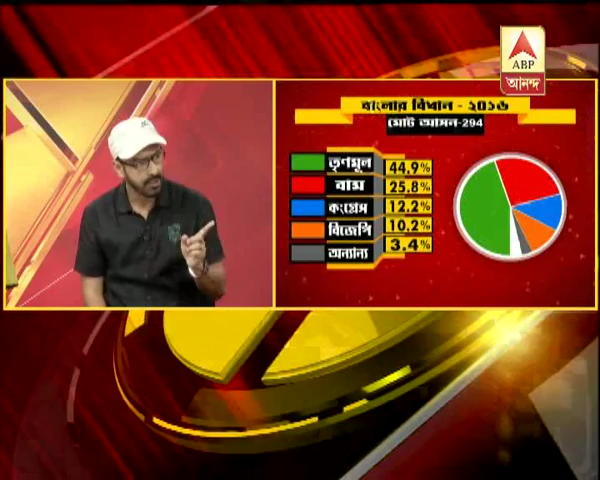 ABP
আনন্দ
বাংলার বিধান - ২০১৬
মোট আসন-294
তৃণমূল 44.9%
বাম 25.8%
কংগ্রেস 12.2%
বিজেপি 10.2%
অন্যান্য 3.4%